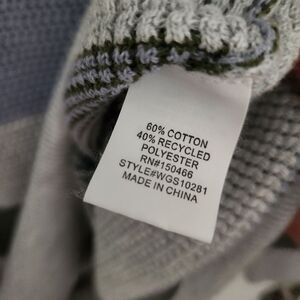 60% COTTON
40% RECYCLED
POLYESTER
RN#150466
STYLE#WGS10281
MADE IN CHINA